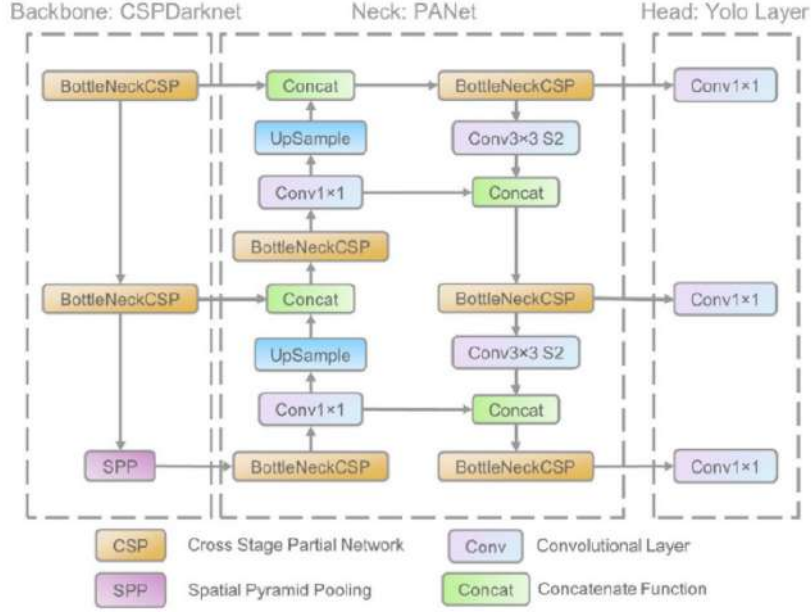 Backbone: CSPDarknet Neck: PANet Head: Yolo Layer
BottleNeckCSP Concat BottleNeckCSP Conv1×1
UpSample Conv3×3 S2
Conv1×1 Concat
BottleNeckCSP
BottleNeckCSP Concat BottleNeckCSP Conv1×1
UpSample Conv3×3 S2
Conv1×1 Concat
SPP BottleNeckCSP BottleNeckCSP Conv1×1
CSP Cross Stage Partial Network Conv Convolutional Layer
SPP Spatial Pyramid Pooling Concat Concatenate Function